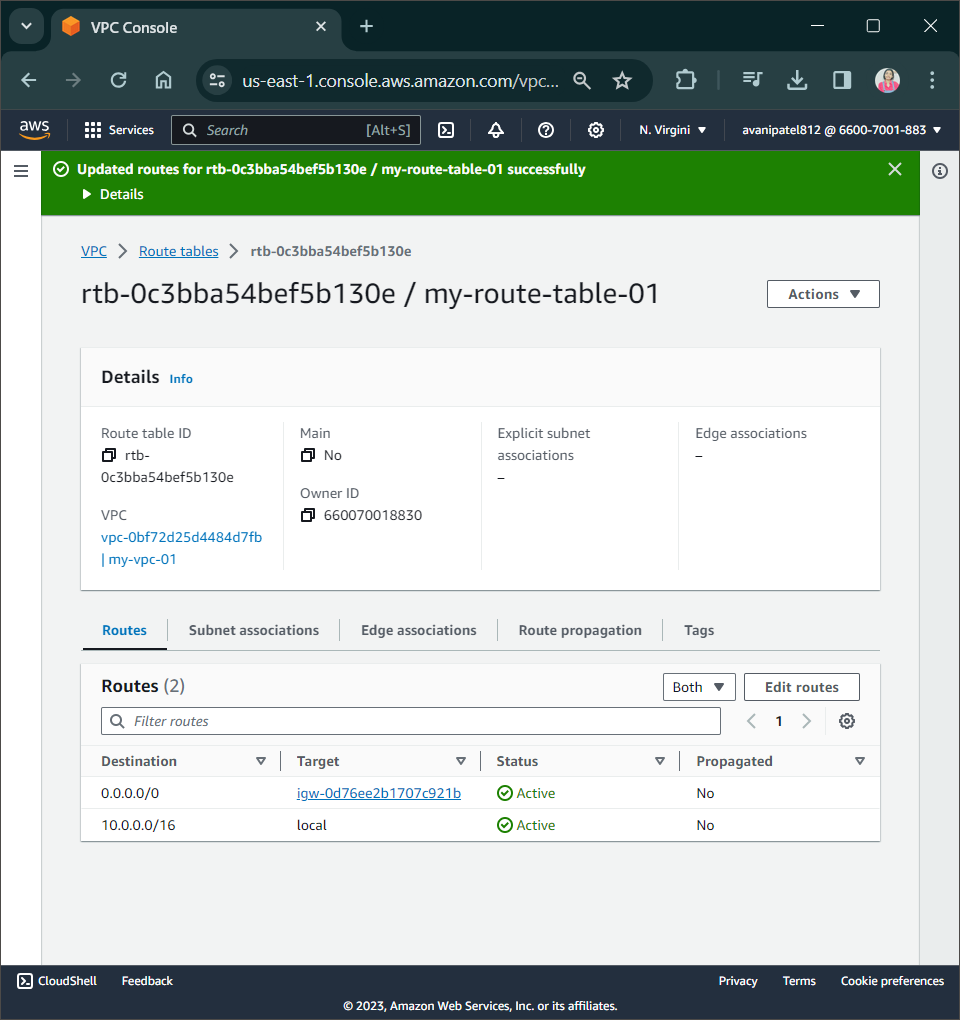 VPC Console
us-east-1.console.aws.amazon.com/vpc...
aws
Services
Search
[Alt+S]
N. Virgini
avanipatel812 @ 6600-7001-883
Updated routes for rtb-0c3bba54bef5b130e / my-route-table-01 successfully
Details
VPC
Route tables
rtb-0c3bba54bef5b130e
rtb-0c3bba54bef5b130e / my-route-table-01
Actions
Details Info
Route table ID
rtb-
0c3bba54bef5b130e
VPC
vpc-0bf72d25d4484d7fb
| my-vpc-01
Main
No
Owner ID
660070018830
Explicit subnet
associations
–
Edge associations
–
Routes
Subnet associations
Edge associations
Route propagation
Tags
Routes (2)
Both
Edit routes
Filter routes
1
Destination Target Status Propagated
0.0.0.0/0 igw-0d76ee2b1707c921b Active No
10.0.0.0/16 local Active No
CloudShell
Feedback
Privacy
Terms
Cookie preferences
© 2023, Amazon Web Services, Inc. or its affiliates.